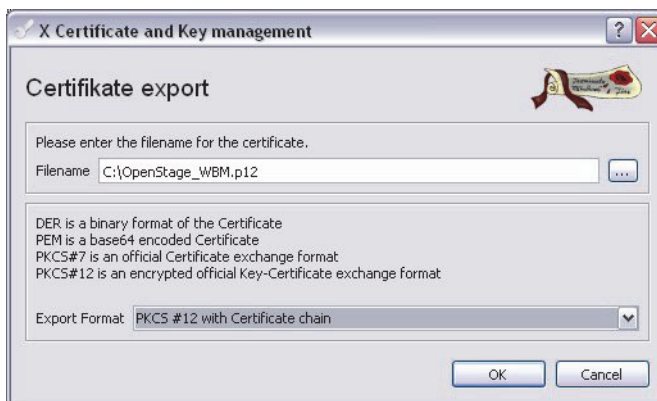 X Certificate and Key management
Certifikate export
Please enter the filename for the certificate.
Filename C:\OpenStage_WBM.p12 ...
DER is a binary format of the Certificate
PEM is a base64 encoded Certificate
PKCS#7 is an official Certificate exchange format
PKCS#12 is an encrypted official Key-Certificate exchange format
Export Format PKCS #12 with Certificate chain
OK Cancel